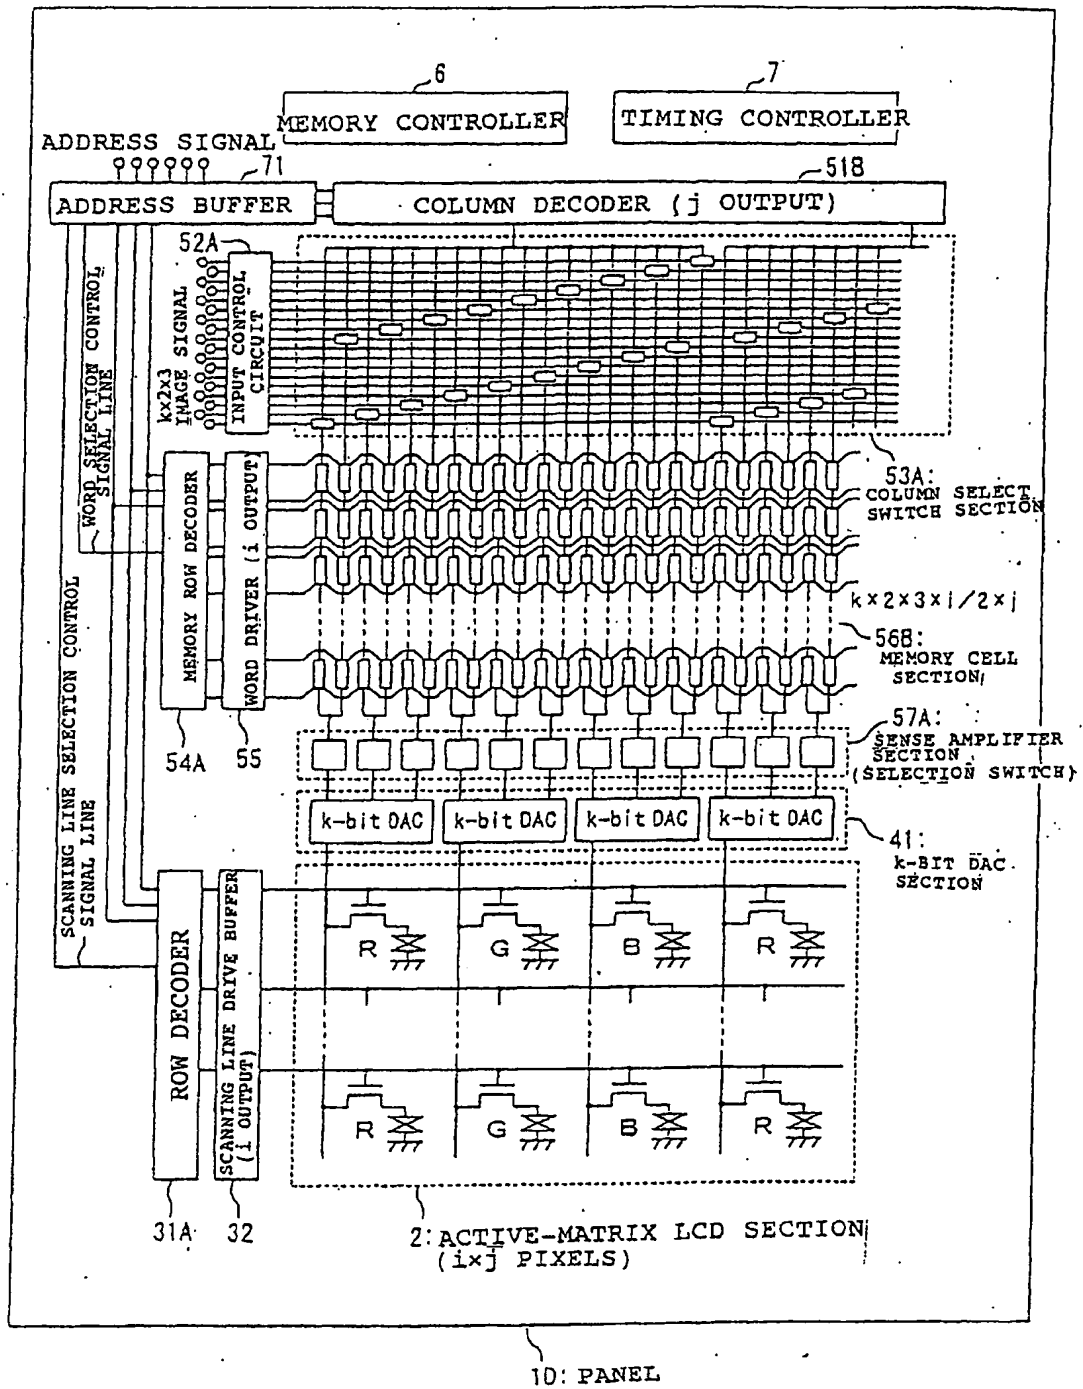 6
7
MEMORY CONTROLLER
TIMING CONTROLLER
ADDRESS SIGNAL
71
51B
ADDRESS BUFFER
COLUMN DECODER (j OUTPUT)
52A
k×2×3
IMAGE SIGNAL
INPUT CONTROL
CIRCUIT
WORD SELECTION CONTROL
SIGNAL LINE
53A:
COLUMN SELECT
SWITCH SECTION
MEMORY ROW DECODER
WORD DRIVER (i OUTPUT)
k×2×3×i/2×j
56B:
MEMORY CELL
SECTION
54A
55
57A:
SENSE AMPLIFIER
SECTION
(SELECTION SWITCH)
k-bit DAC
k-bit DAC
k-bit DAC
k-bit DAC
41:
k-BIT DAC
SECTION
SCANNING LINE SELECTION CONTROL
SIGNAL LINE
ROW DECODER
SCANNING LINE DRIVE BUFFER
(i OUTPUT)
R
G
B
R
R
G
B
R
31A
32
2: ACTIVE-MATRIX LCD SECTION
(i×j PIXELS)
10: PANEL